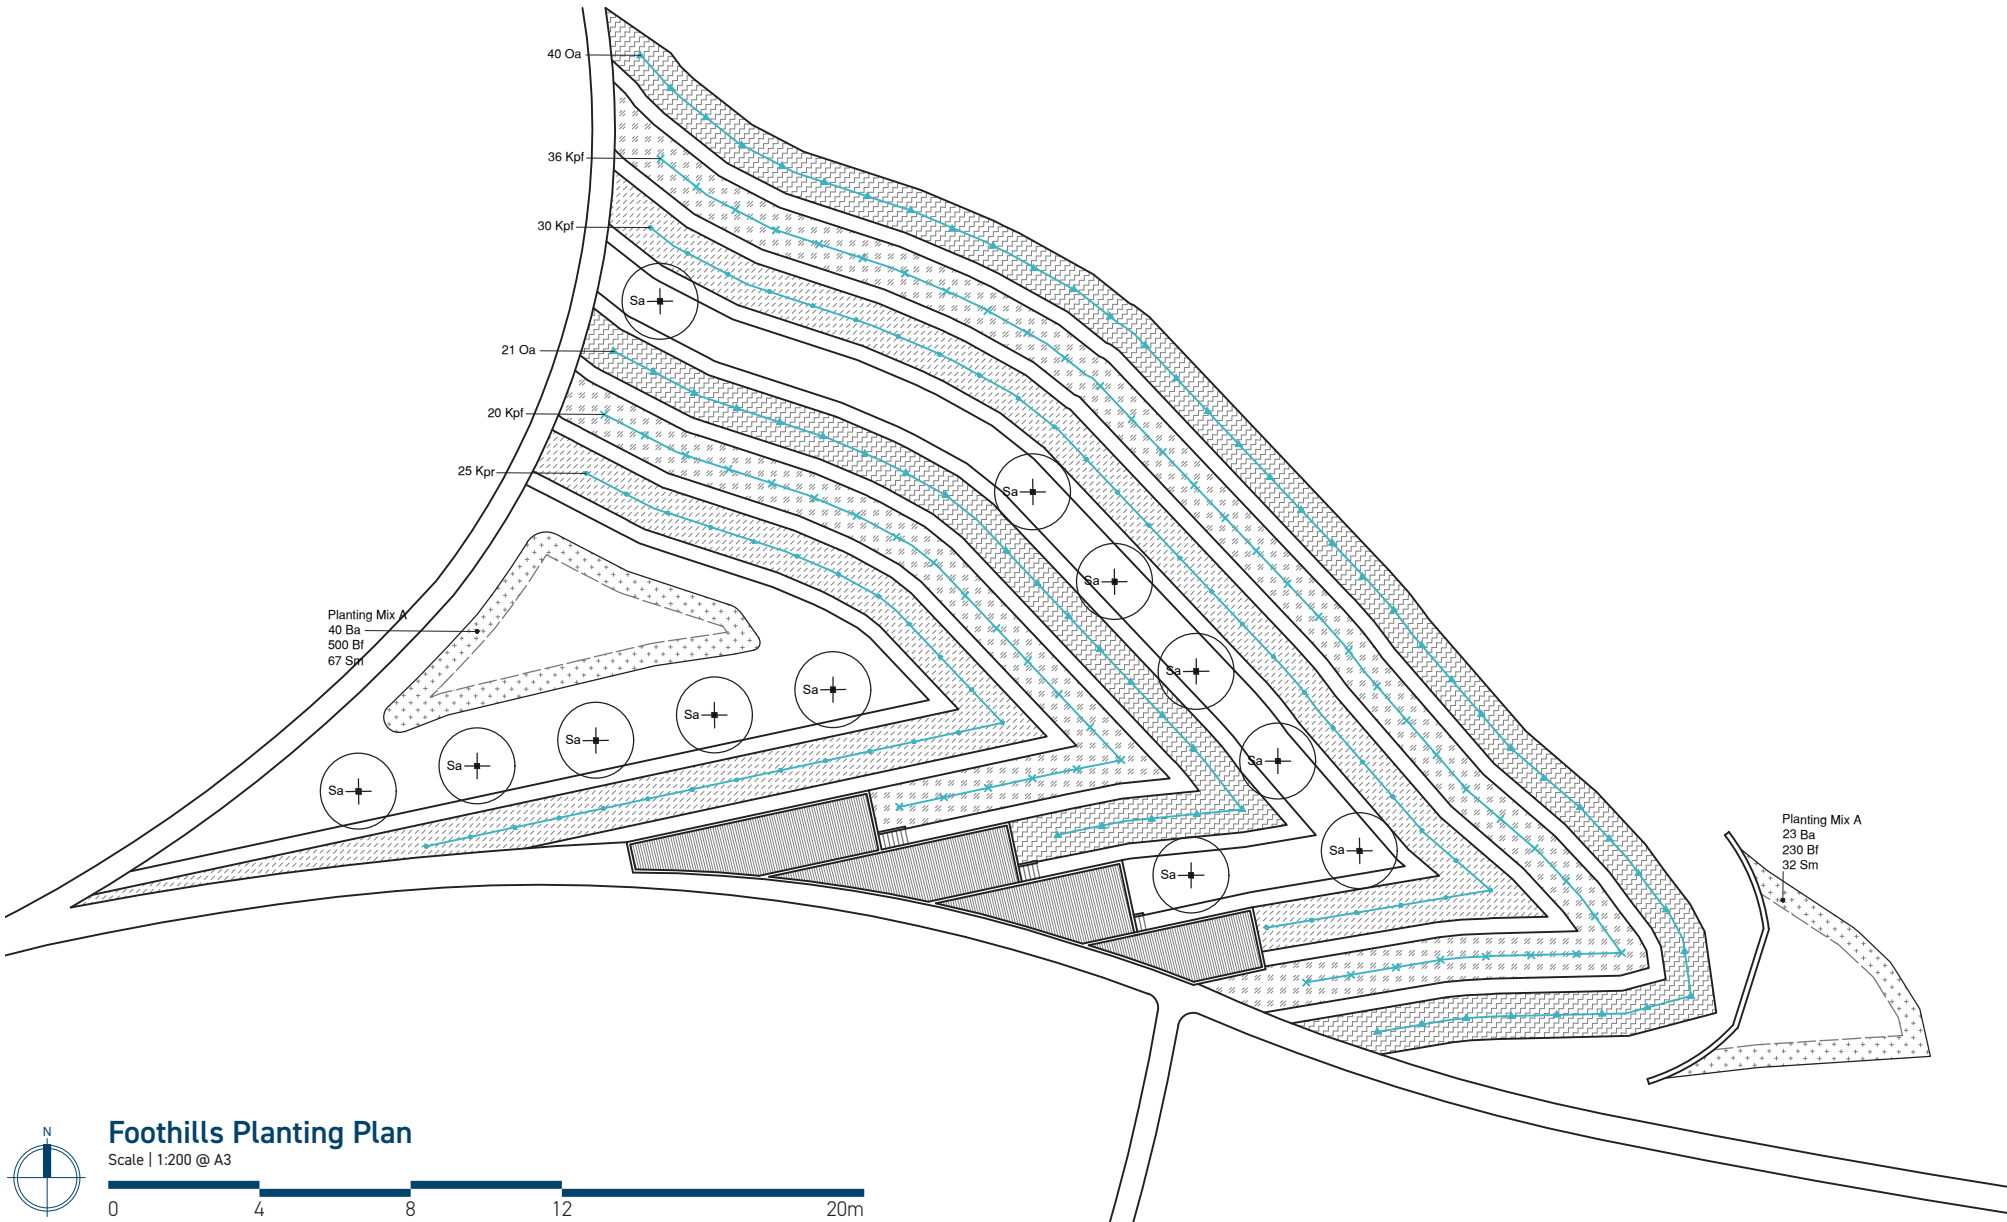 40 Oa
36 Kpf
30 Kpf
Sa
21 Oa
20 Kpf
25 Kpr
Sa
Sa
Planting Mix A
40 Ba
500 Bf
67 Sm
Sa
Sa
Sa
Sa
Sa
Sa
Sa
Planting Mix A
23 Ba
230 Bf
32 Sm
Sa
Sa
N
Foothills Planting Plan
Scale | 1:200 @ A3
0 4 8 12 20m